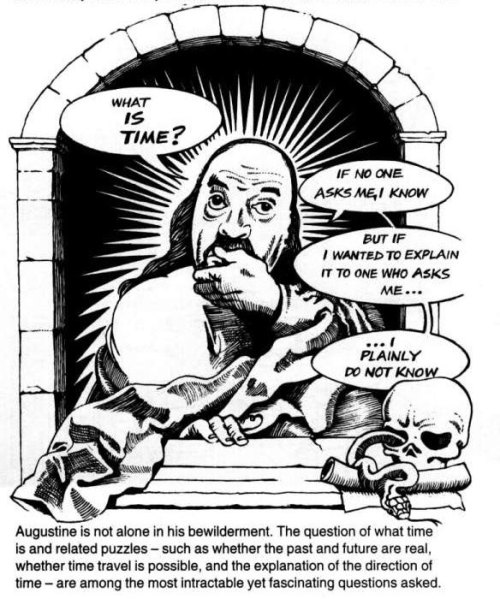 WHAT
IS
TIME?
IF NO ONE
ASKS ME, I KNOW
BUT IF
I WANTED TO EXPLAIN
IT TO ONE WHO ASKS
ME...
... I
PLAINLY
DO NOT KNOW
Augustine is not alone in his bewilderment. The question of what time
is and related puzzles – such as whether the past and future are real,
whether time travel is possible, and the explanation of the direction of
time – are among the most intractable yet fascinating questions asked.